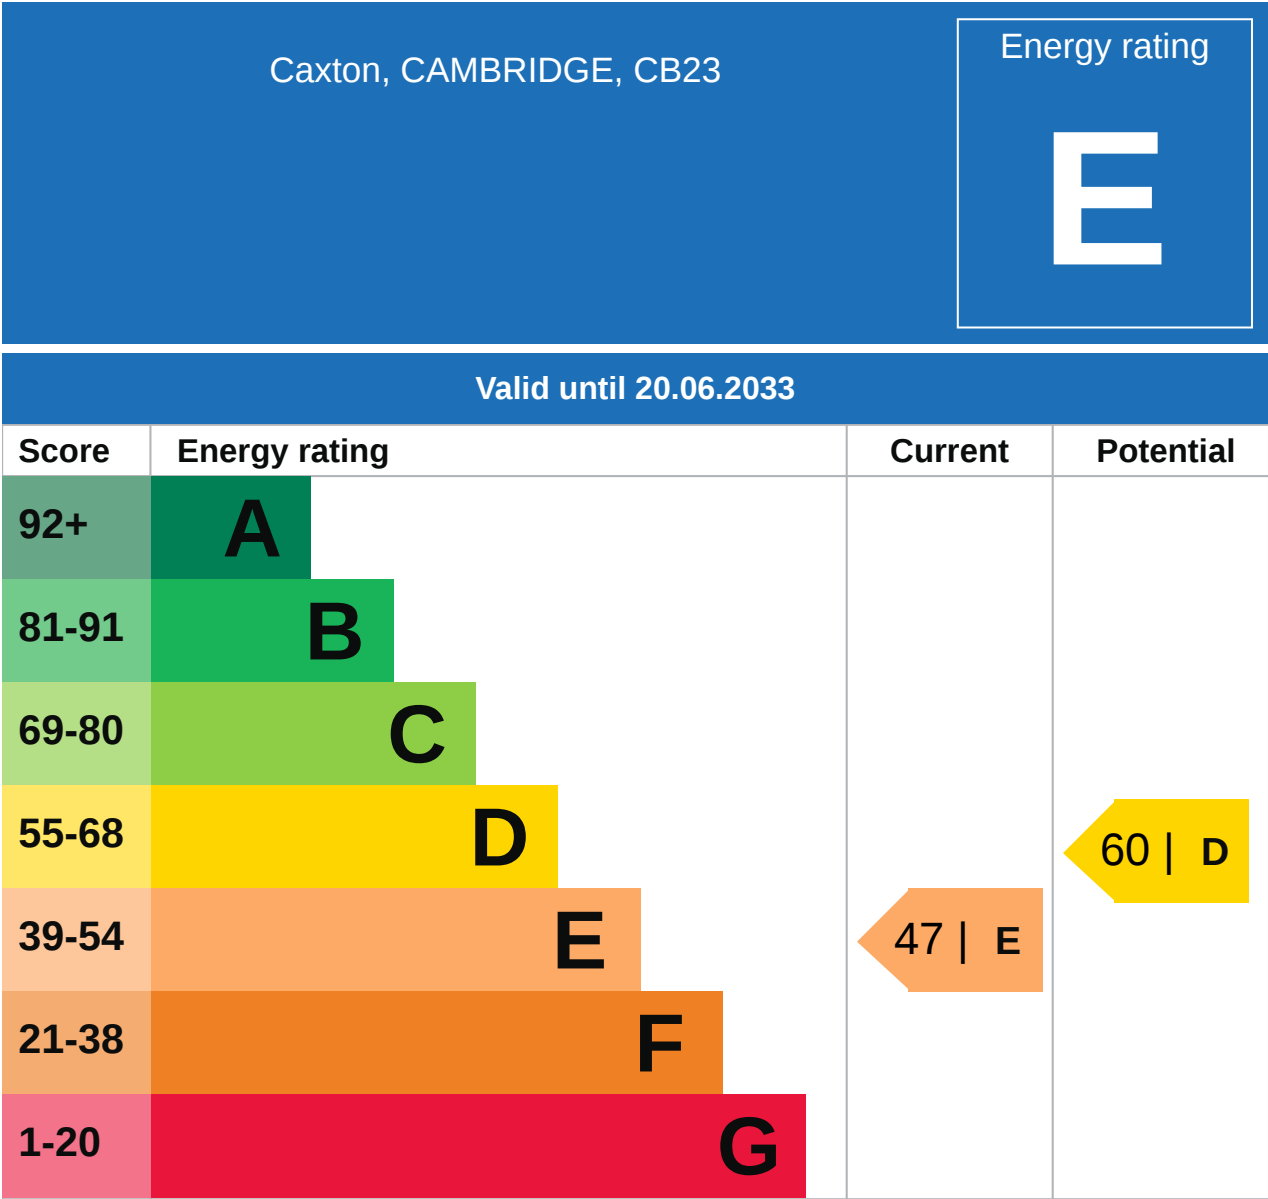 Caxton, CAMBRIDGE, CB23
Energy rating
E
Valid until 20.06.2033
Score Energy rating Current Potential
92+ A
81-91 B
69-80 C
55-68 D
60 | D
39-54 E
47 | E
21-38 F
1-20 G